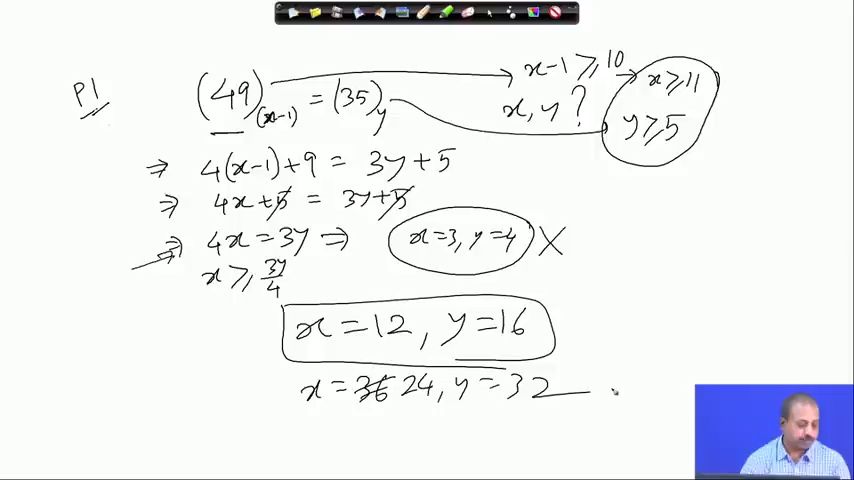 P1
(49)(x-1) = (35)y
x-1 ≥ 10 → x ≥ 11
x, y ? y ≥ 5
⇒ 4(x-1)+9 = 3y+5
⇒ 4x+5 = 3y+5
⇒ 4x = 3y ⇒ x=3, y=4 X
x ≥ 3y/4
x = 12, y = 16
x = 36 24, y = 32